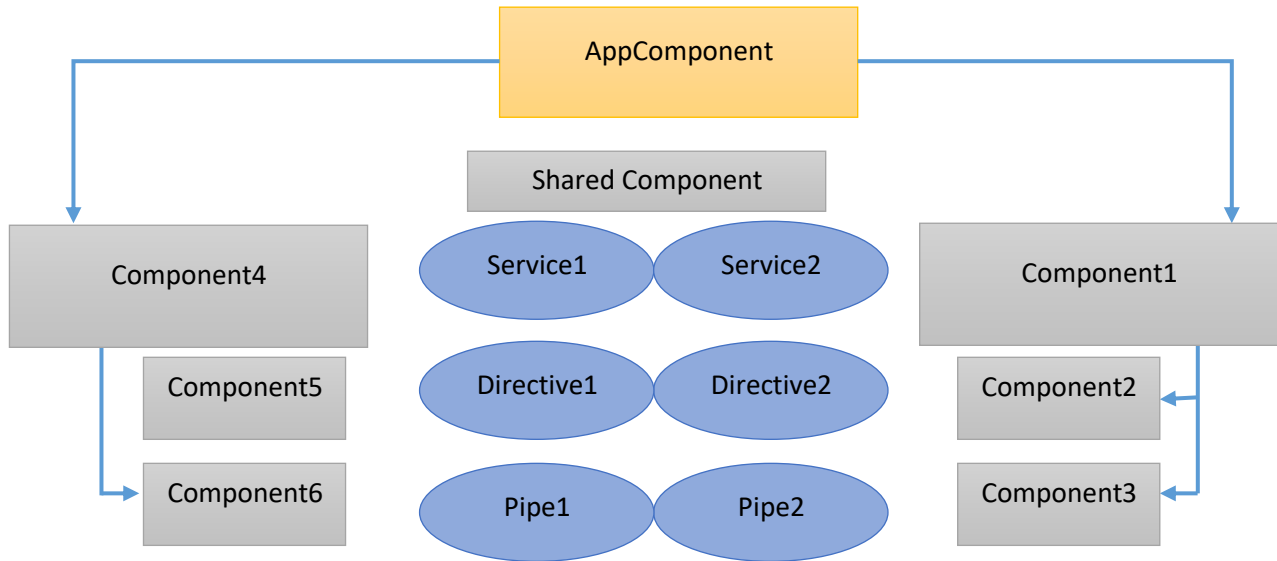 AppComponent
Shared Component
Component4
Service1
Service2
Component1
Component5
Directive1
Directive2
Component2
Component6
Pipe1
Pipe2
Component3